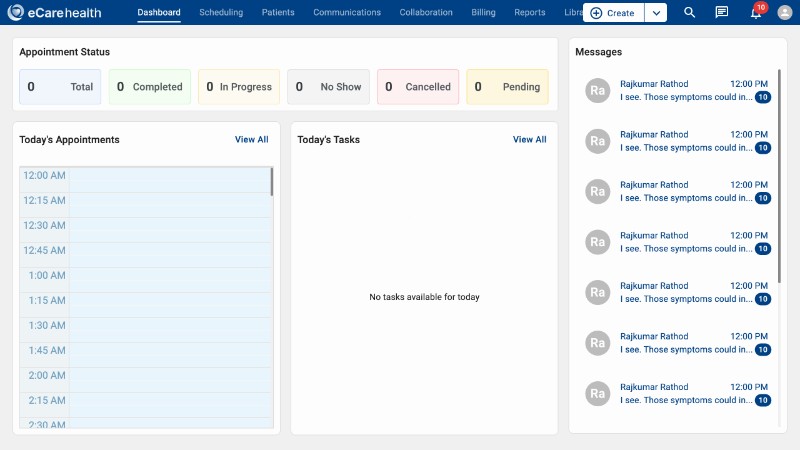 eCarehealth
Dashboard Scheduling Patients Communications Collaboration Billing Reports Create 10
Appointment Status
0 Total 0 Completed 0 In Progress 0 No Show 0 Cancelled 0 Pending
Today's Appointments View All
12:00 AM
12:15 AM
12:30 AM
12:45 AM
1:00 AM
1:15 AM
1:30 AM
1:45 AM
2:00 AM
2:15 AM
2:30 AM
Today's Tasks View All
No tasks available for today
Messages
Ra Rajkumar Rathod 12:00 PM
I see. Those symptoms could in... 10
Ra Rajkumar Rathod 12:00 PM
I see. Those symptoms could in... 10
Ra Rajkumar Rathod 12:00 PM
I see. Those symptoms could in... 10
Ra Rajkumar Rathod 12:00 PM
I see. Those symptoms could in... 10
Ra Rajkumar Rathod 12:00 PM
I see. Those symptoms could in... 10
Ra Rajkumar Rathod 12:00 PM
I see. Those symptoms could in... 10
Ra Rajkumar Rathod 12:00 PM
I see. Those symptoms could in... 10